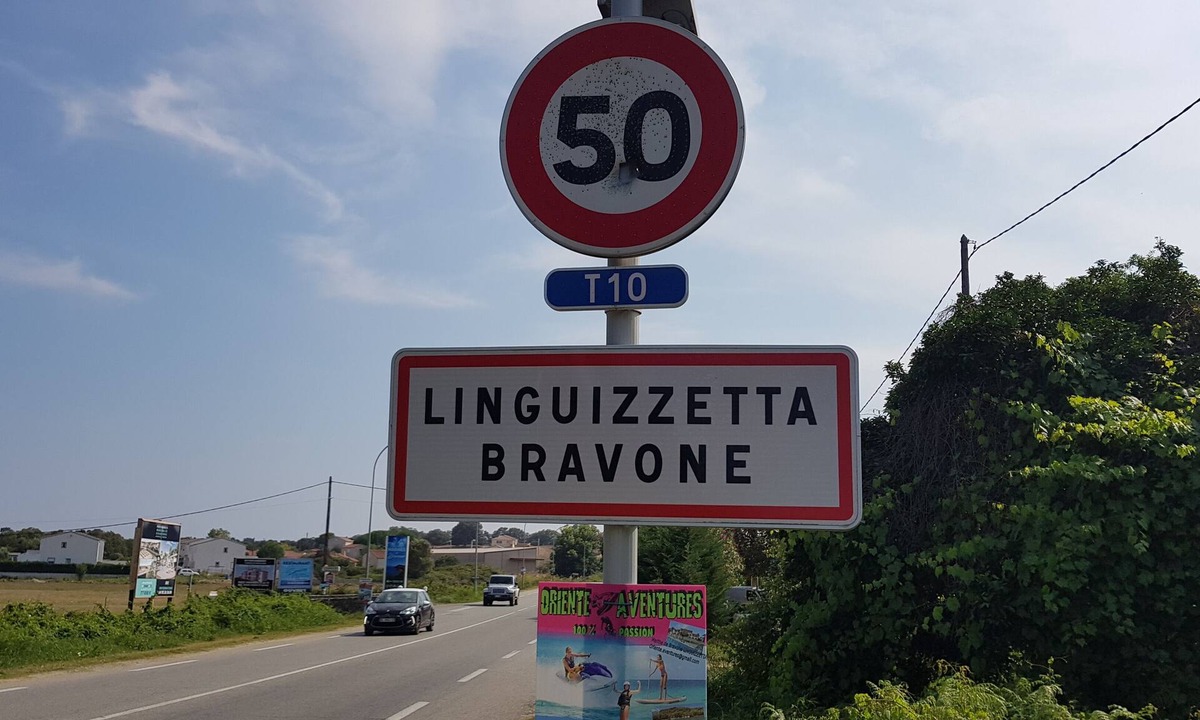 50
T10
LINGUIZZETTA
BRAVONE
ORIENTE AVENTURES
100% PASSION